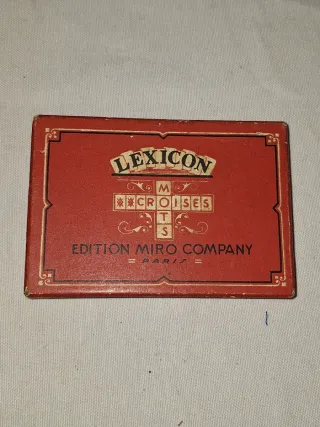 LEXICON
MOTS
CROISES
EDITION MIRO COMPANY
= PARIS =